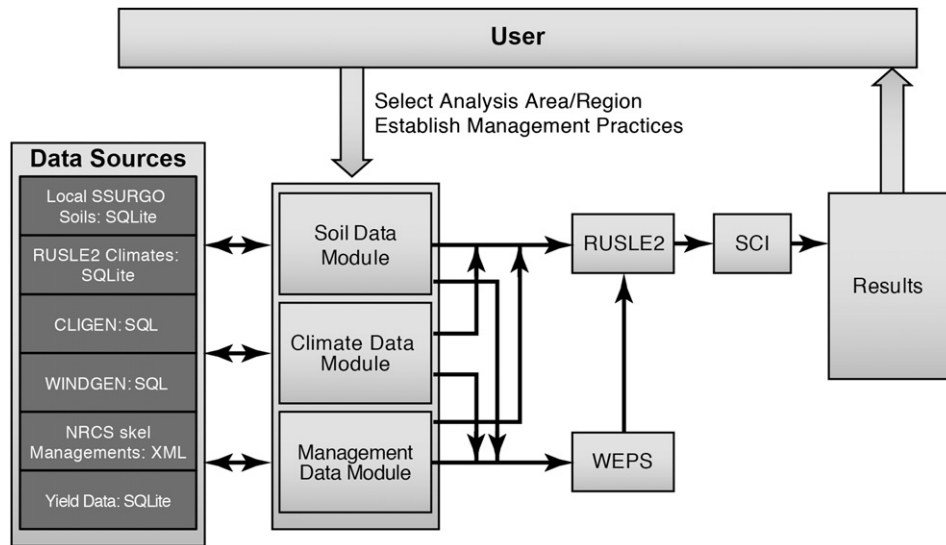 User
Select Analysis Area/Region
Establish Management Practices
Data Sources
Local SSURGO
Soils: SQLite
RUSLE2 Climates:
SQLite
CLIGEN: SQL
WINDGEN: SQL
NRCS skel
Managements: XML
Yield Data: SQLite
Soil Data
Module
Climate Data
Module
Management
Data Module
RUSLE2
SCI
WEPS
Results